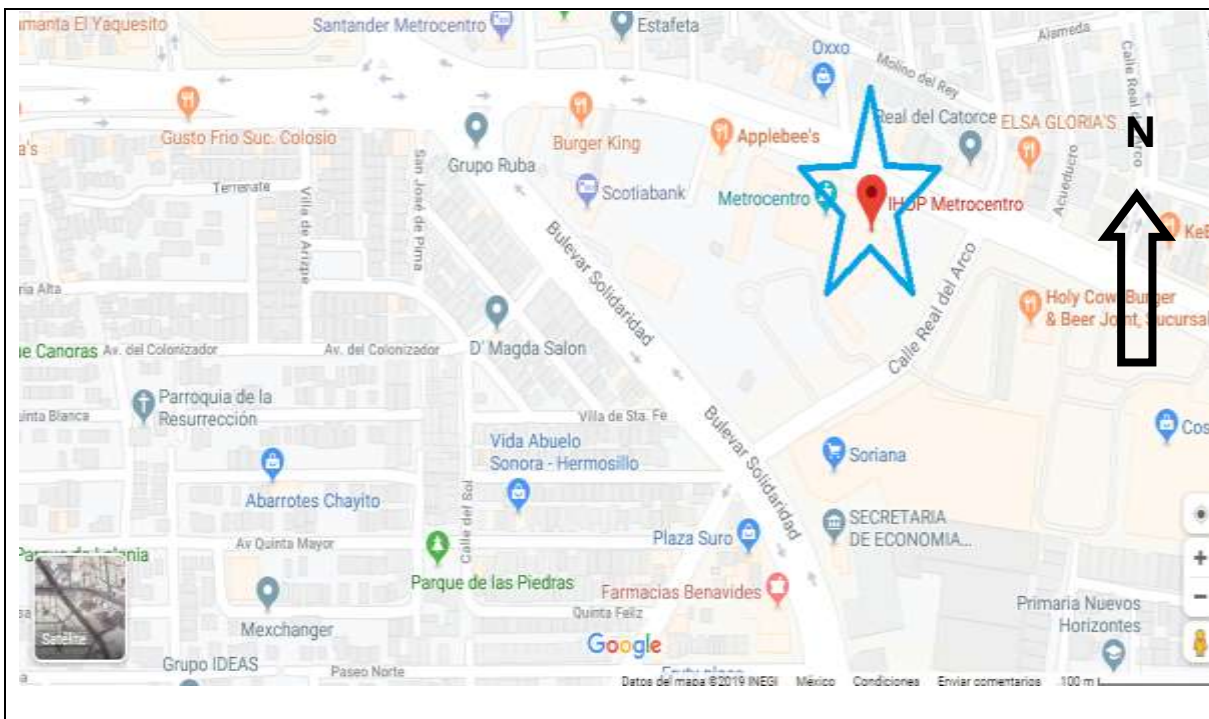 Santander Metrocentro
Estafeta
Oxxo
Alameda
Molino del Rey
Calle Real del Arco
Gusto Frio Suc. Colosio
Grupo Ruba
Burger King
Applebee's
Real del Catorce
ELSA GLORIA'S
N
Terrenate
Villa de Arizpe
San José de Pima
Scotiabank
Metrocentro
IHOP Metrocentro
Acueducto
Bulevar Solidaridad
Calle Real del Arco
Holy Cow Burger
& Beer Joint, Sucursal
Av. del Colonizador
Av. del Colonizador
D' Magda Salon
Parroquia de la
Resurrección
Villa de Sta. Fe
Bulevar Solidaridad
Vida Abuelo
Sonora - Hermosillo
Soriana
Abarrotes Chayito
Calle del Sol
SECRETARIA
DE ECONOMIA...
Av Quinta Mayor
Plaza Suro
Parque de las Piedras
Farmacias Benavides
Quinta Feliz
Primaria Nuevos
Horizontes
Satélite
Mexchanger
Google
Grupo IDEAS
Paseo Norte
Datos del mapa ©2019 INEGI México Condiciones Enviar comentarios 100 m